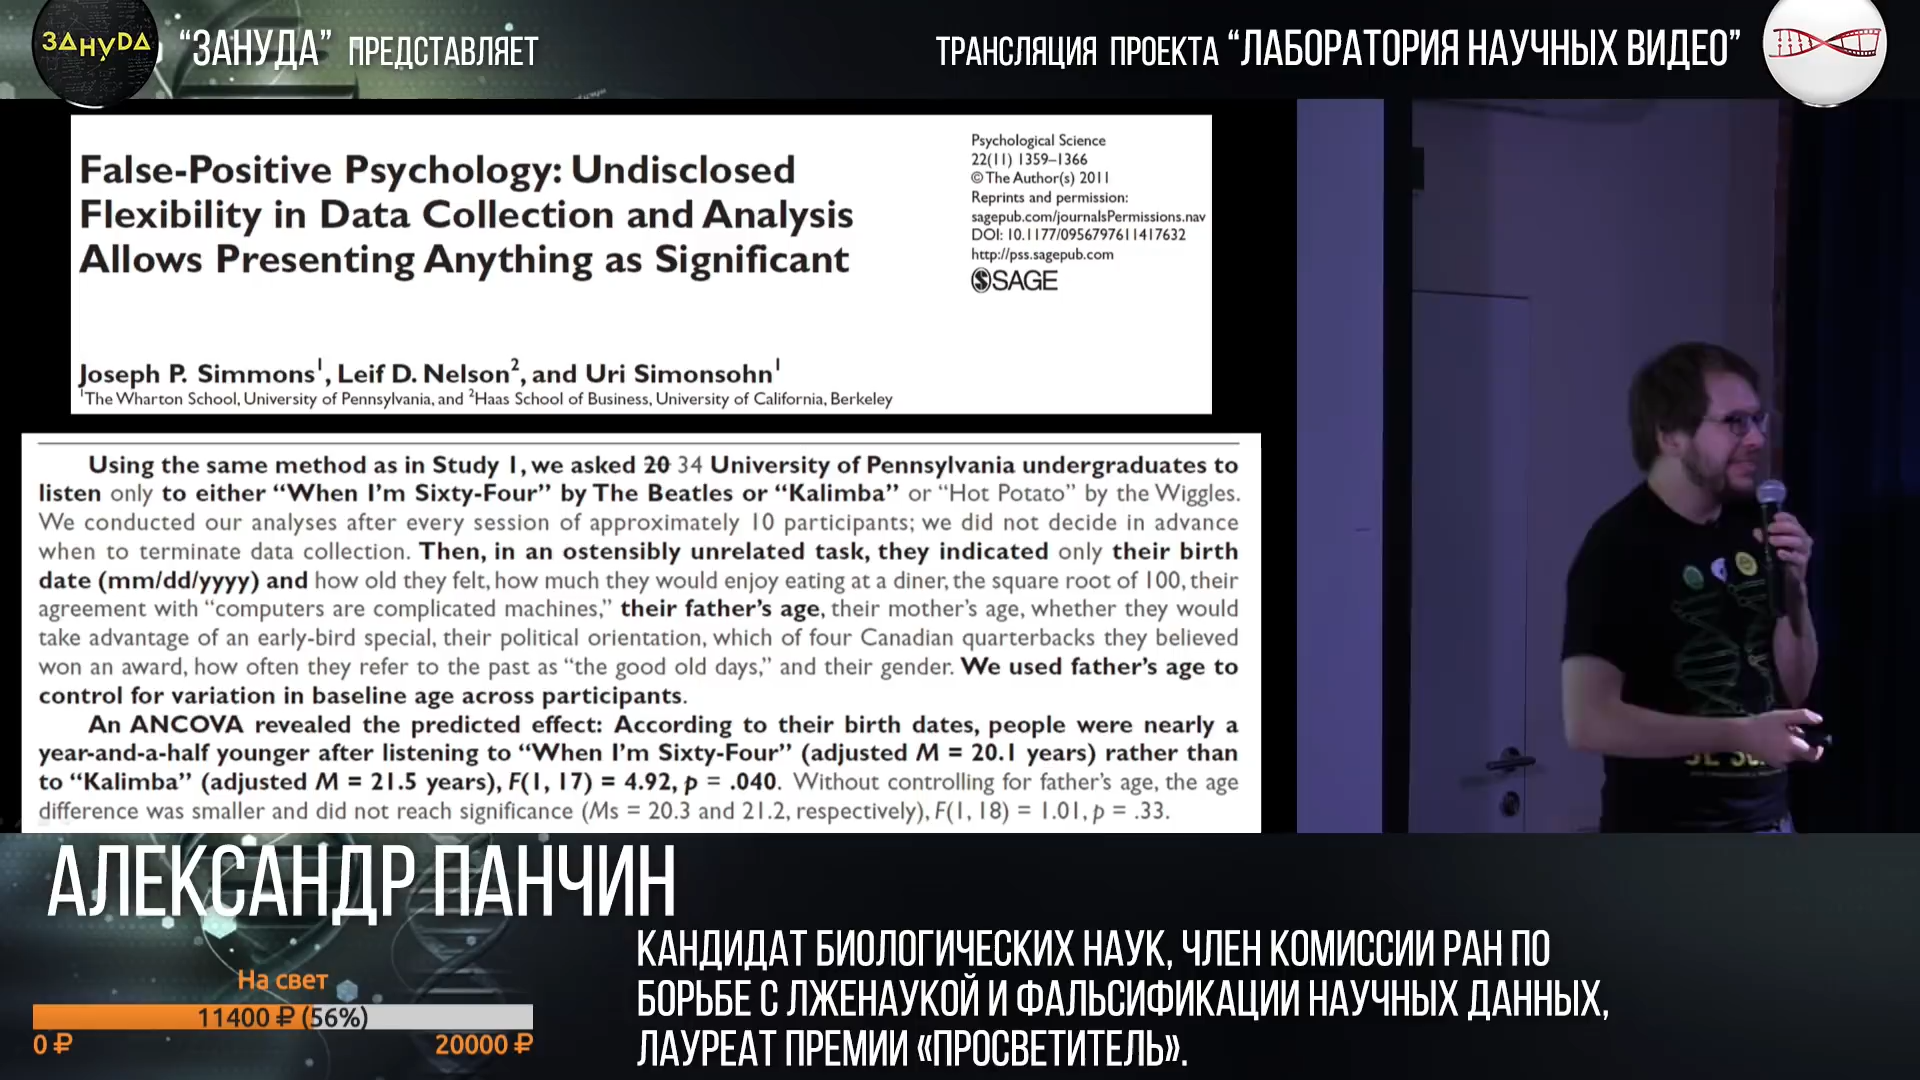 ЗАНУДА
“ЗАНУДА” ПРЕДСТАВЛЯЕТ
ТРАНСЛЯЦИЯ ПРОЕКТА “ЛАБОРАТОРИЯ НАУЧНЫХ ВИДЕО”
False-Positive Psychology: Undisclosed
Flexibility in Data Collection and Analysis
Allows Presenting Anything as Significant
Psychological Science
22(11) 1359–1366
© The Author(s) 2011
Reprints and permission:
sagepub.com/journalsPermissions.nav
DOI: 10.1177/0956797611417632
http://pss.sagepub.com
SAGE
Joseph P. Simmons¹, Leif D. Nelson², and Uri Simonsohn¹
¹The Wharton School, University of Pennsylvania, and ²Haas School of Business, University of California, Berkeley
Using the same method as in Study 1, we asked 20 34 University of Pennsylvania undergraduates to
listen only to either “When I’m Sixty-Four” by The Beatles or “Kalimba” or “Hot Potato” by the Wiggles.
We conducted our analyses after every session of approximately 10 participants; we did not decide in advance
when to terminate data collection. Then, in an ostensibly unrelated task, they indicated only their birth
date (mm/dd/yyyy) and how old they felt, how much they would enjoy eating at a diner, the square root of 100, their
agreement with “computers are complicated machines,” their father’s age, their mother’s age, whether they would
take advantage of an early-bird special, their political orientation, which of four Canadian quarterbacks they believed
won an award, how often they refer to the past as “the good old days,” and their gender. We used father’s age to
control for variation in baseline age across participants.
An ANCOVA revealed the predicted effect: According to their birth dates, people were nearly a
year-and-a-half younger after listening to “When I’m Sixty-Four” (adjusted M = 20.1 years) rather than
to “Kalimba” (adjusted M = 21.5 years), F(1, 17) = 4.92, p = .040. Without controlling for father’s age, the age
difference was smaller and did not reach significance (Ms = 20.3 and 21.2, respectively), F(1, 18) = 1.01, p = .33.
АЛЕКСАНДР ПАНЧИН
КАНДИДАТ БИОЛОГИЧЕСКИХ НАУК, ЧЛЕН КОМИССИИ РАН ПО
БОРЬБЕ С ЛЖЕНАУКОЙ И ФАЛЬСИФИКАЦИИ НАУЧНЫХ ДАННЫХ,
ЛАУРЕАТ ПРЕМИИ «ПРОСВЕТИТЕЛЬ».
На свет
11400 ₽ (56%)
0 ₽
20000 ₽